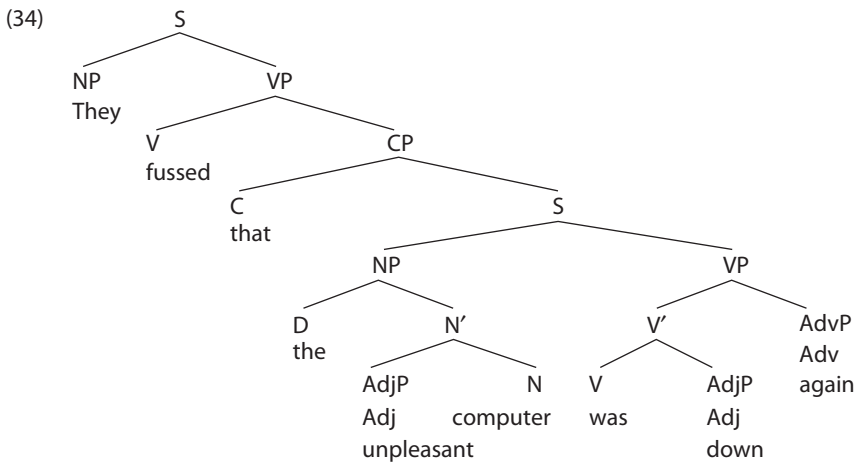 (34) S
NP VP
They
V CP
fussed
C S
that
NP VP
D N′ V′ AdvP
the Adv
AdjP N V AdjP again
Adj computer was Adj
unpleasant down